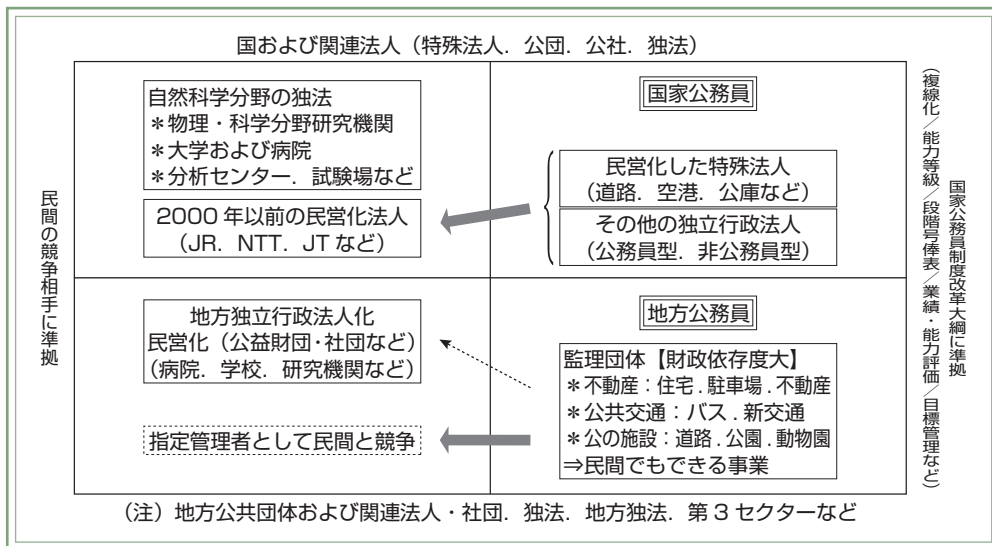 国および関連法人（特殊法人．公団．公社．独法）
民間の競争相手に準拠
自然科学分野の独法
＊物理・科学分野研究機関
＊大学および病院
＊分析センター．試験場など
2000年以前の民営化法人
（JR．NTT．JTなど）
国家公務員
民営化した特殊法人
（道路．空港．公庫など）
その他の独立行政法人
（公務員型．非公務員型）
地方独立行政法人化
民営化（公益財団・社団など）
（病院．学校．研究機関など）
指定管理者として民間と競争
地方公務員
監理団体【財政依存度大】
＊不動産：住宅．駐車場．不動産
＊公共交通：バス．新交通
＊公の施設：道路．公園．動物園
⇒民間でもできる事業
国家公務員制度改革大綱に準拠
（複線化／能力等級／段階号俸表／業績・能力評価／目標管理など）
（注）地方公共団体および関連法人・社団．独法．地方独法．第3セクターなど